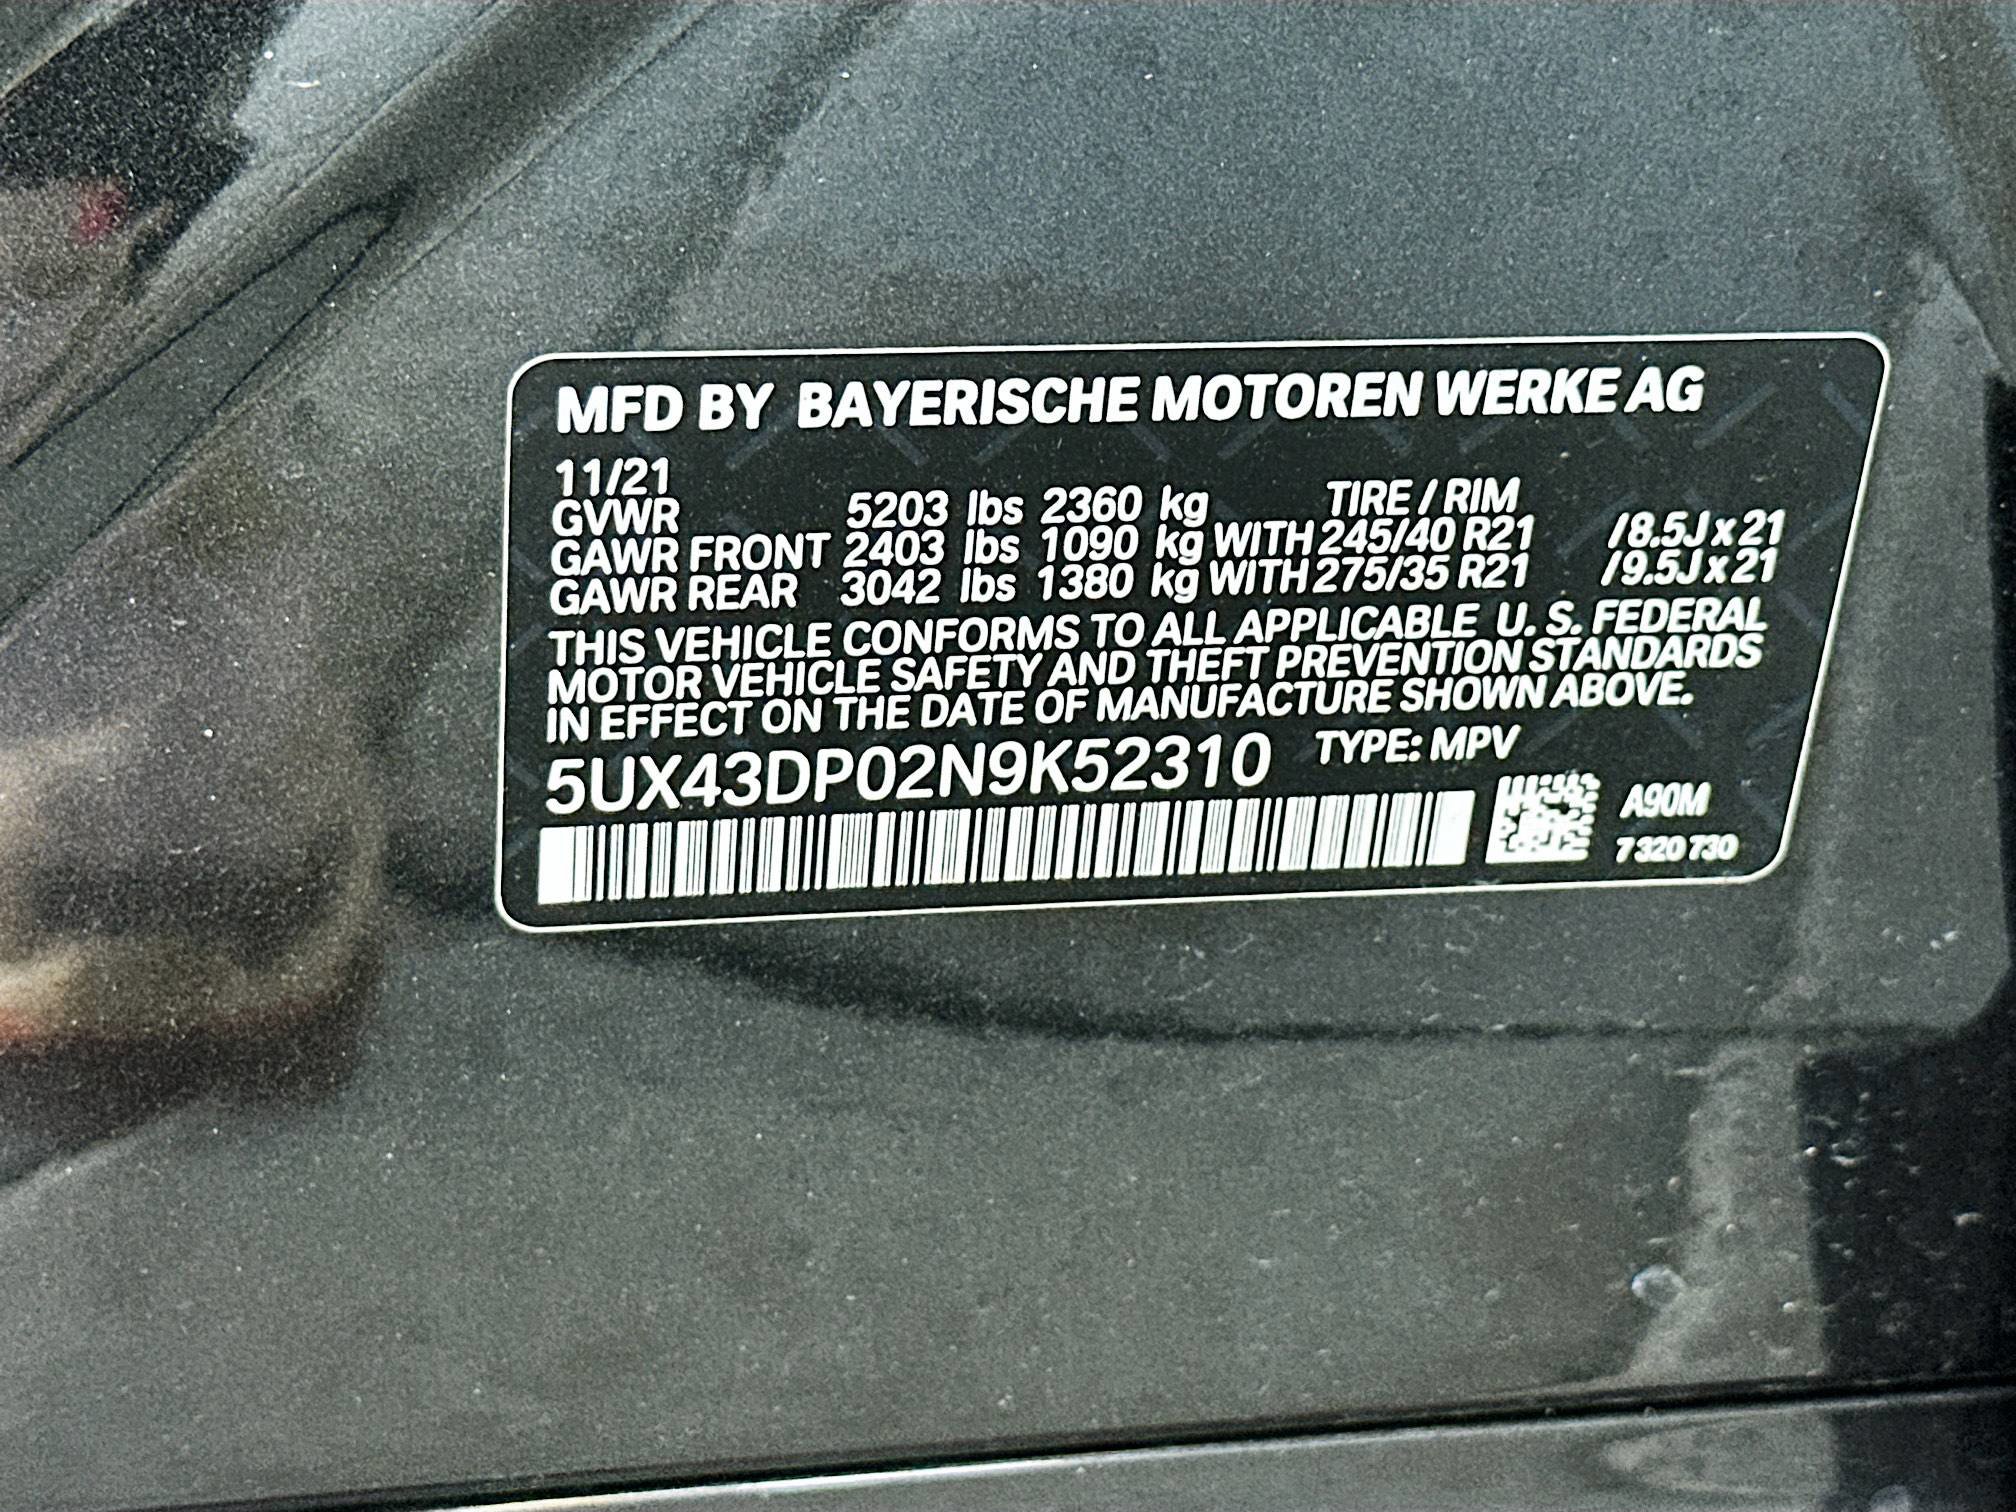 MFD BY BAYERISCHE MOTOREN WERKE AG
11/21 TIRE / RIM
GVWR 5203 lbs 2360 kg
GAWR FRONT 2403 lbs 1090 kg WITH 245/40 R21 /8.5J x 21
GAWR REAR 3042 lbs 1380 kg WITH 275/35 R21 /9.5J x 21
THIS VEHICLE CONFORMS TO ALL APPLICABLE U. S. FEDERAL
MOTOR VEHICLE SAFETY AND THEFT PREVENTION STANDARDS
IN EFFECT ON THE DATE OF MANUFACTURE SHOWN ABOVE.
5UX43DP02N9K52310 TYPE: MPV
A90M
7 320 730